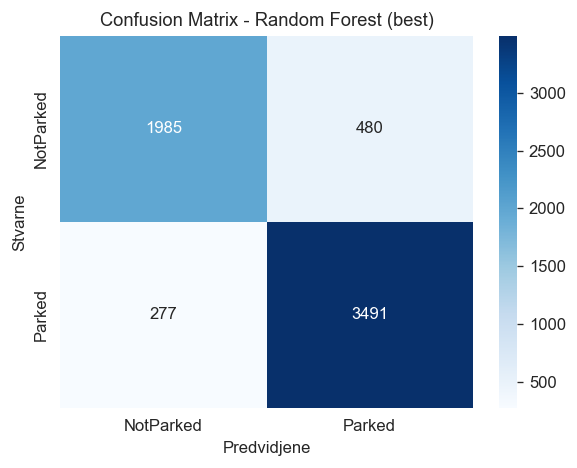 Confusion Matrix - Random Forest (best)
Stvarne
NotParked
Parked
1985
480
277
3491
NotParked
Parked
Predvidjene
3000
2500
2000
1500
1000
500